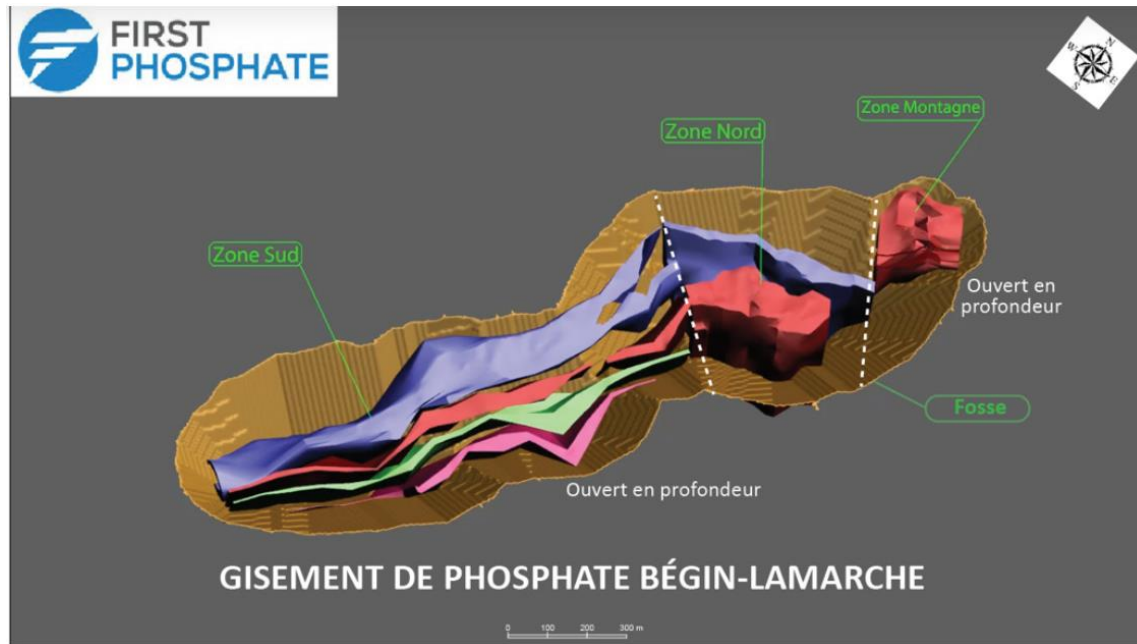 FIRST
PHOSPHATE
N
W
E
S
Zone Montagne
Zone Nord
Zone Sud
Ouvert en
profondeur
Fosse
Ouvert en profondeur
GISEMENT DE PHOSPHATE BÉGIN-LAMARCHE
0 100 200 300 m